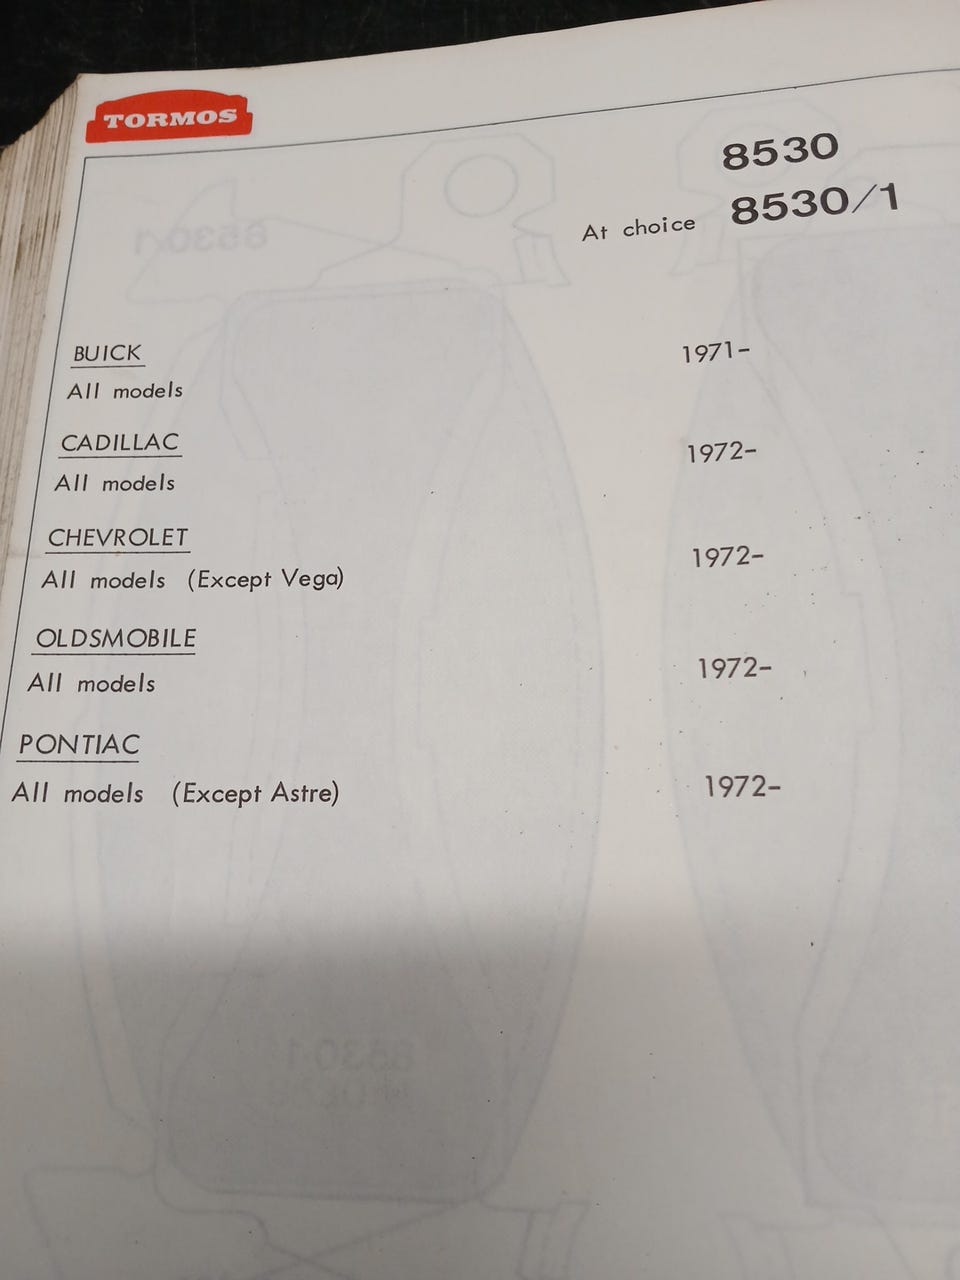 TORMOS
8530
At choice 8530/1
BUICK 1971-
All models
CADILLAC 1972-
All models
CHEVROLET 1972-
All models (Except Vega)
OLDSMOBILE 1972-
All models
PONTIAC 1972-
All models (Except Astre)